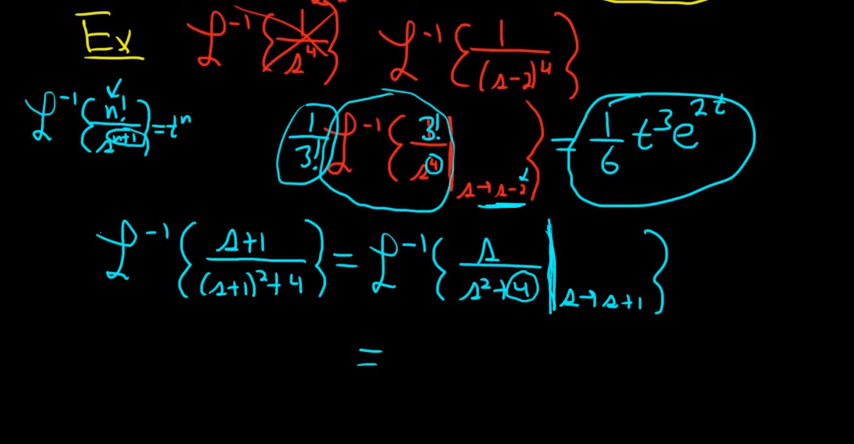 Ex ℒ⁻¹{1/s⁴} ℒ⁻¹{1/(s-2)⁴}
ℒ⁻¹{n!/sⁿ⁺¹} = tⁿ 1/3! ℒ⁻¹{3!/s⁴ |ₛ→ₛ₋₂} = 1/6 t³e²ᵗ
ℒ⁻¹{(s+1)/((s+1)²+4)} = ℒ⁻¹{s/(s²+4) |ₛ→ₛ₊₁}
=